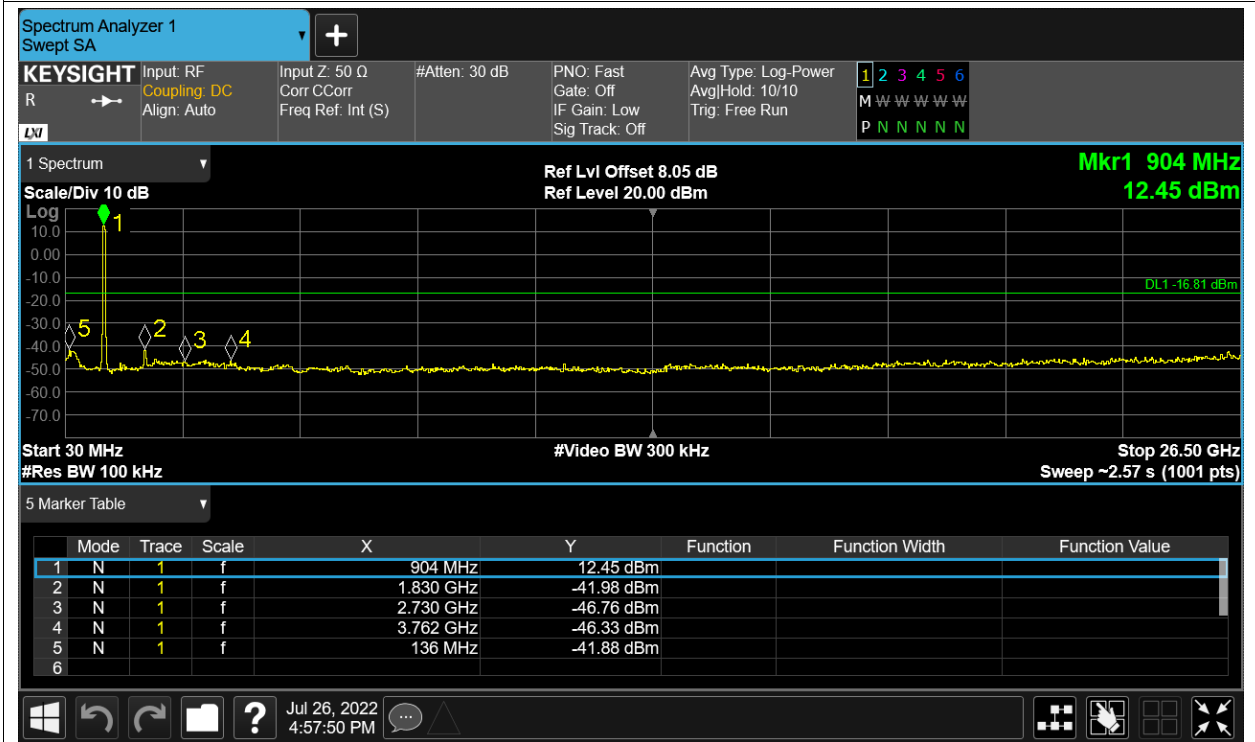 Spectrum Analyzer 1
Swept SA
+
KEYSIGHT Input: RF Input Z: 50 Ω #Atten: 30 dB PNO: Fast Avg Type: Log-Power 1 2 3 4 5 6
R Coupling: DC Corr CCorr Gate: Off Avg|Hold: 10/10 M W W W W W
Align: Auto Freq Ref: Int (S) IF Gain: Low Trig: Free Run
LXI Sig Track: Off P N N N N N
1 Spectrum Ref Lvl Offset 8.05 dB Mkr1 904 MHz
Scale/Div 10 dB Ref Level 20.00 dBm 12.45 dBm
Log
1
10.0
0.00
-10.0
DL1 -16.81 dBm
-20.0
-30.0
5 2 3 4
-40.0
-50.0
-60.0
-70.0
Start 30 MHz #Video BW 300 kHz Stop 26.50 GHz
#Res BW 100 kHz Sweep ~2.57 s (1001 pts)
5 Marker Table
Mode Trace Scale X Y Function Function Width Function Value
1 N 1 f 904 MHz 12.45 dBm
2 N 1 f 1.830 GHz -41.98 dBm
3 N 1 f 2.730 GHz -46.76 dBm
4 N 1 f 3.762 GHz -46.33 dBm
5 N 1 f 136 MHz -41.88 dBm
6
? Jul 26, 2022
4:57:50 PM